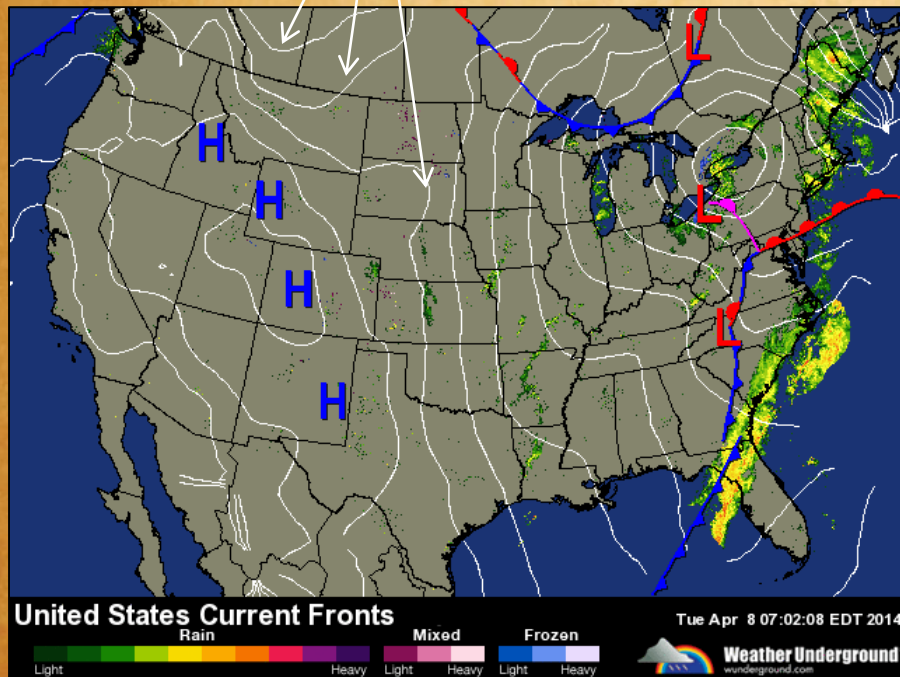 L
H
H
L
H
L
H
United States Current Fronts
Tue Apr 8 07:02:08 EDT 2014
Rain
Mixed
Frozen
Light
Heavy
Light
Heavy
Light
Heavy
Weather Underground
wunderground.com